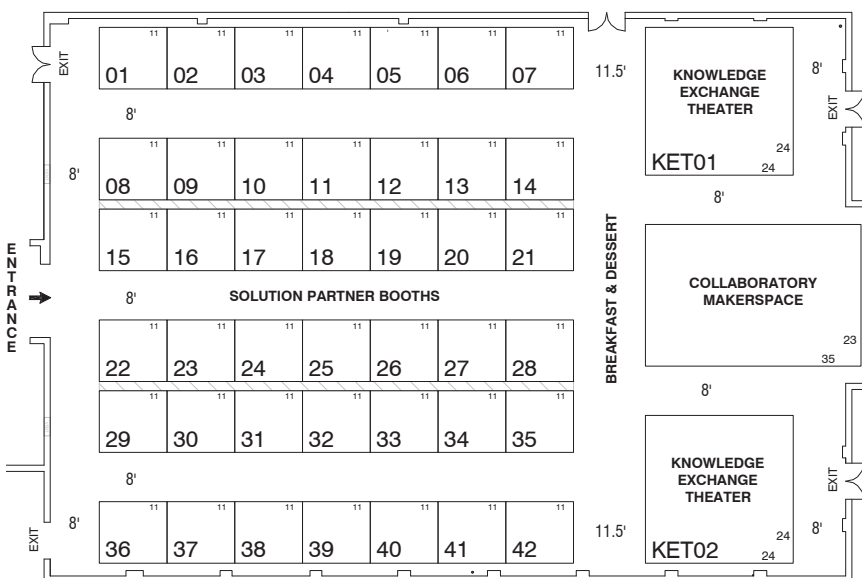 11 11 11 11 11 11 11
EXIT
01 02 03 04 05 06 07
11.5'
KNOWLEDGE
EXCHANGE
THEATER
8'
EXIT
8'
24
KET01
24
8'
11 11 11 11 11 11 11
8'
08 09 10 11 12 13 14
11 11 11 11 11 11 11
15 16 17 18 19 20 21
ENTRANCE
8'
SOLUTION PARTNER BOOTHS
BREAKFAST & DESSERT
COLLABORATORY
MAKERSPACE
23
35
11 11 11 11 11 11 11
22 23 24 25 26 27 28
8'
11 11 11 11 11 11 11
29 30 31 32 33 34 35
8'
KNOWLEDGE
EXCHANGE
THEATER
EXIT
11 11 11 11 11 11 11
8'
EXIT
36 37 38 39 40 41 42
11.5'
24
KET02
24
8'